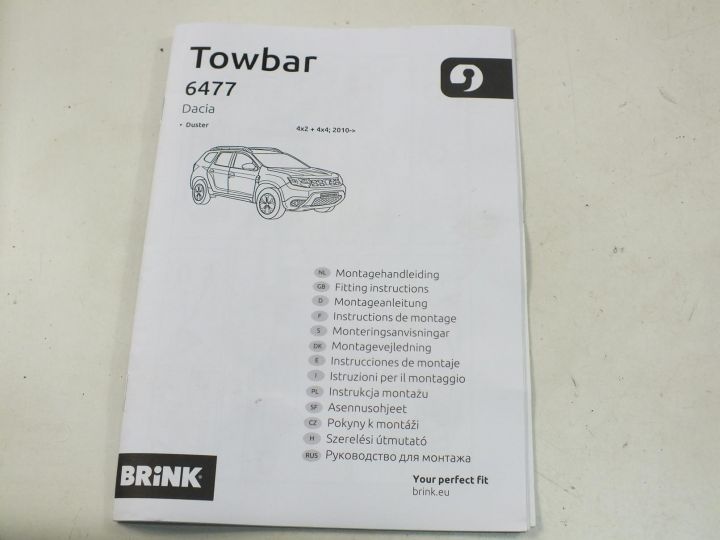 Towbar
6477
Dacia
• Duster 4x2 + 4x4; 2010->
NL Montagehandleiding
GB Fitting instructions
D Montageanleitung
F Instructions de montage
S Monteringsanvisningar
DK Montagevejledning
E Instrucciones de montaje
I Istruzioni per il montaggio
PL Instrukcja montażu
SF Asennusohjeet
CZ Pokyny k montáži
H Szerelési útmutató
RUS Руководство для монтажа
BRiNK®
Your perfect fit
brink.eu